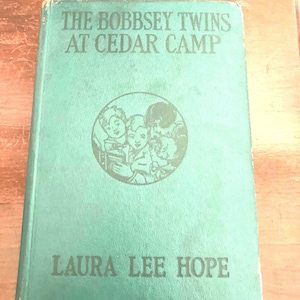 THE BOBBSEY TWINS
AT CEDAR CAMP
LAURA LEE HOPE